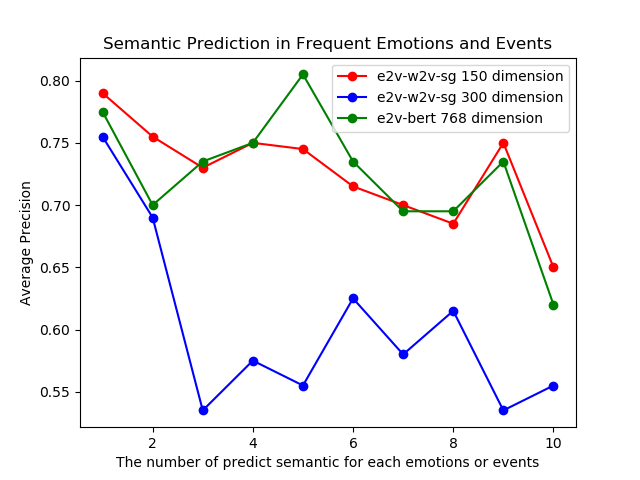 Semantic Prediction in Frequent Emotions and Events
e2v-w2v-sg 150 dimension
e2v-w2v-sg 300 dimension
e2v-bert 768 dimension
Average Precision
0.80
0.75
0.70
0.65
0.60
0.55
2 4 6 8 10
The number of predict semantic for each emotions or events